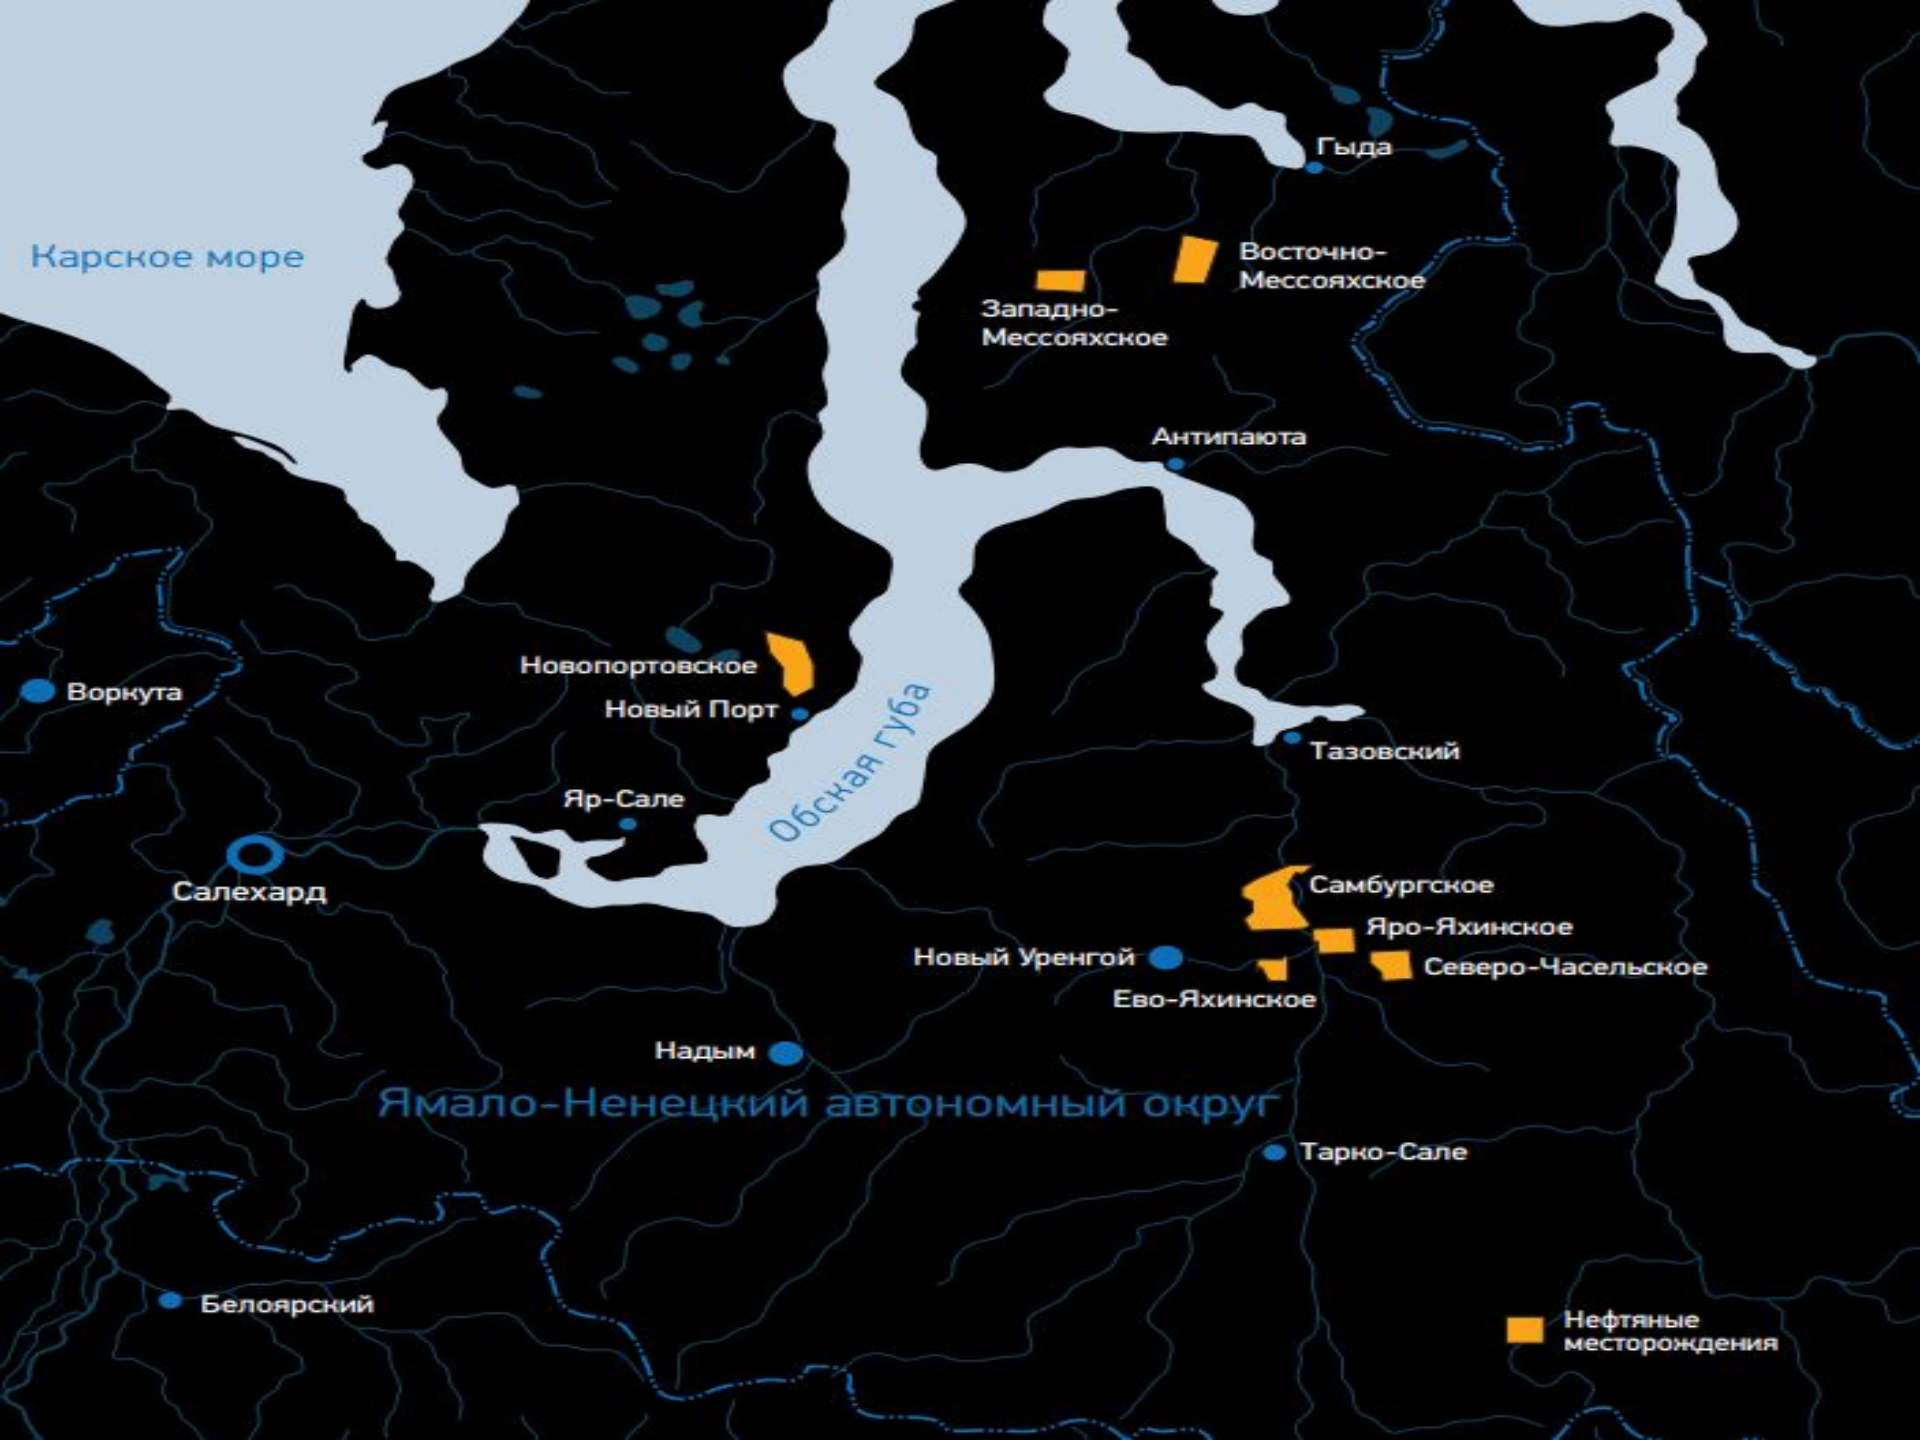 Гыда
Карское море
Восточно-
Мессояхское
Западно-
Мессояхское
Антипаюта
Новопортовское
Воркута
Новый Порт
Обская губа
Тазовский
Яр-Сале
Салехард
Самбургское
Яро-Яхинское
Новый Уренгой
Северо-Часельское
Ево-Яхинское
Надым
Ямало-Ненецкий автономный округ
Тарко-Сале
Белоярский
Нефтяные
месторождения